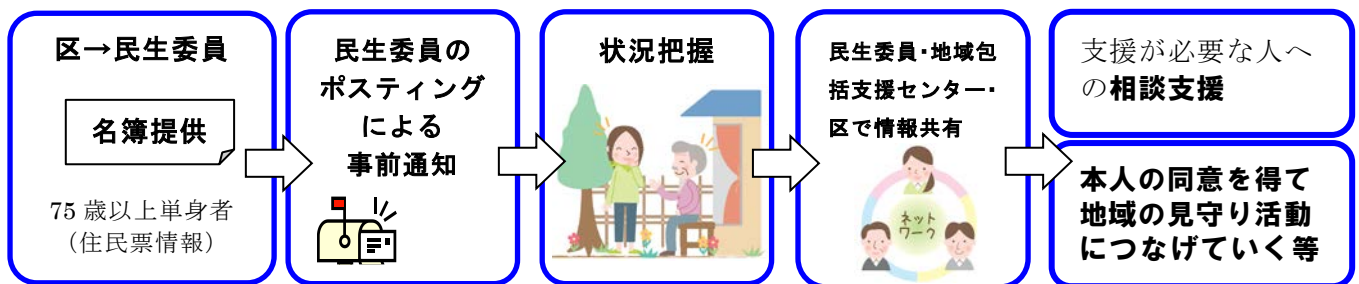 区→民生委員
名簿提供
75歳以上単身者
（住民票情報）
民生委員の
ポスティング
による
事前通知
状況把握
民生委員・地域包
括支援センター・
区で情報共有
ネット
ワーク
支援が必要な人へ
の相談支援
本人の同意を得て
地域の見守り活動
につなげていく等